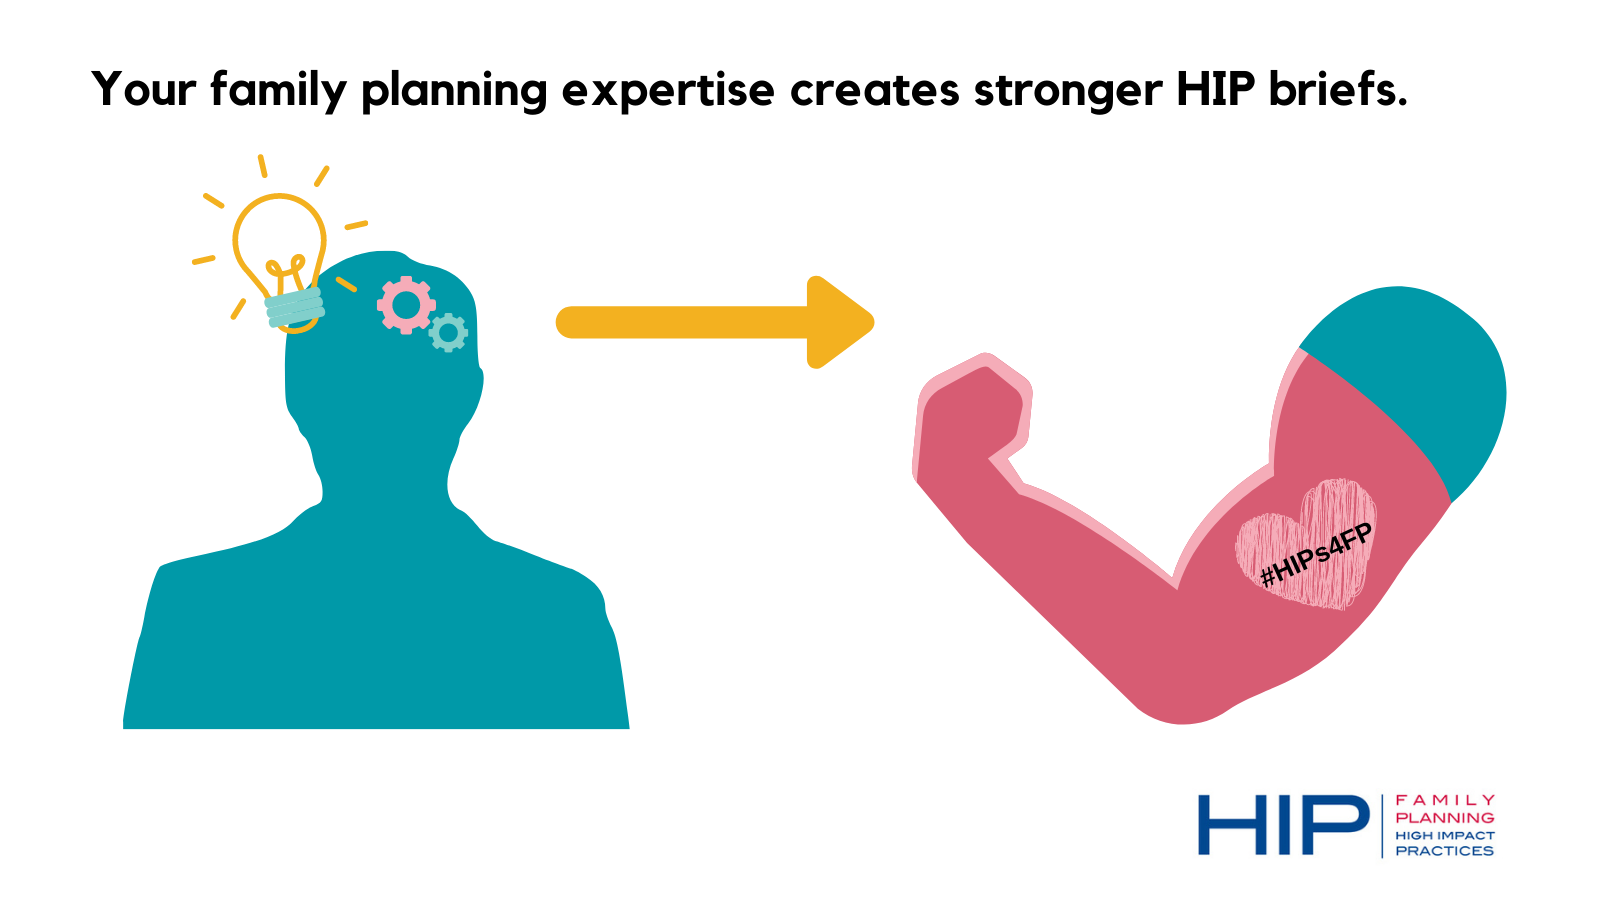 Your family planning expertise creates stronger HIP briefs.
#HIPs4FP
HIP
FAMILY
PLANNING
HIGH IMPACT
PRACTICES